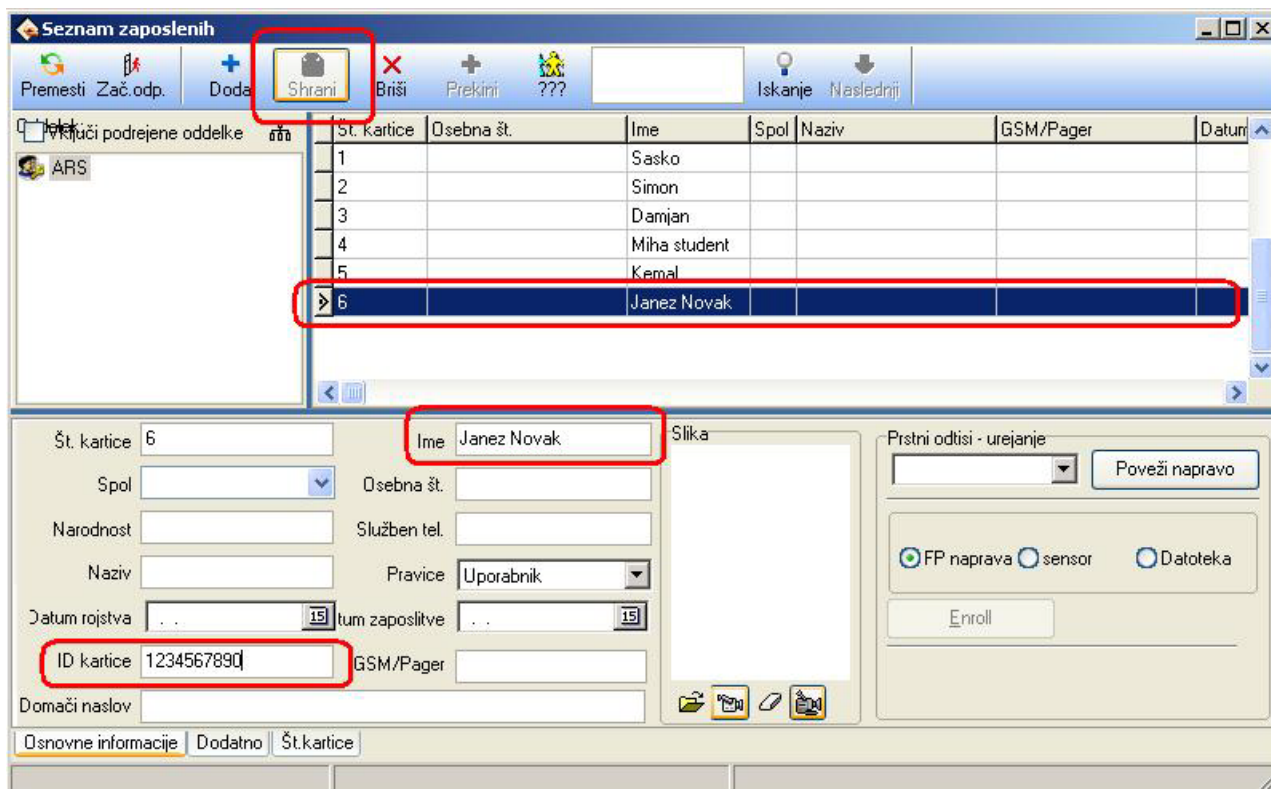 Seznam zaposlenih
Premesti Zač.odp. Doda Shrani Briši Prekini ??? Iskanje Naslednji
Vključi podrejene oddelke
ARS
Št. kartice Osebna št. Ime Spol Naziv GSM/Pager Datum
1 Sasko
2 Simon
3 Damjan
4 Miha student
5 Kemal
6 Janez Novak
Št. kartice 6 Ime Janez Novak Slika Prstni odtisi - urejanje
Poveži napravo
Spol Osebna št.
Narodnost Služben tel.
FP naprava sensor Datoteka
Naziv Pravice Uporabnik
Datum rojstva . . 15 tum zaposlitve . . 15 Enroll
ID kartice 1234567890 GSM/Pager
Domači naslov
Osnovne informacije Dodatno Št.kartice